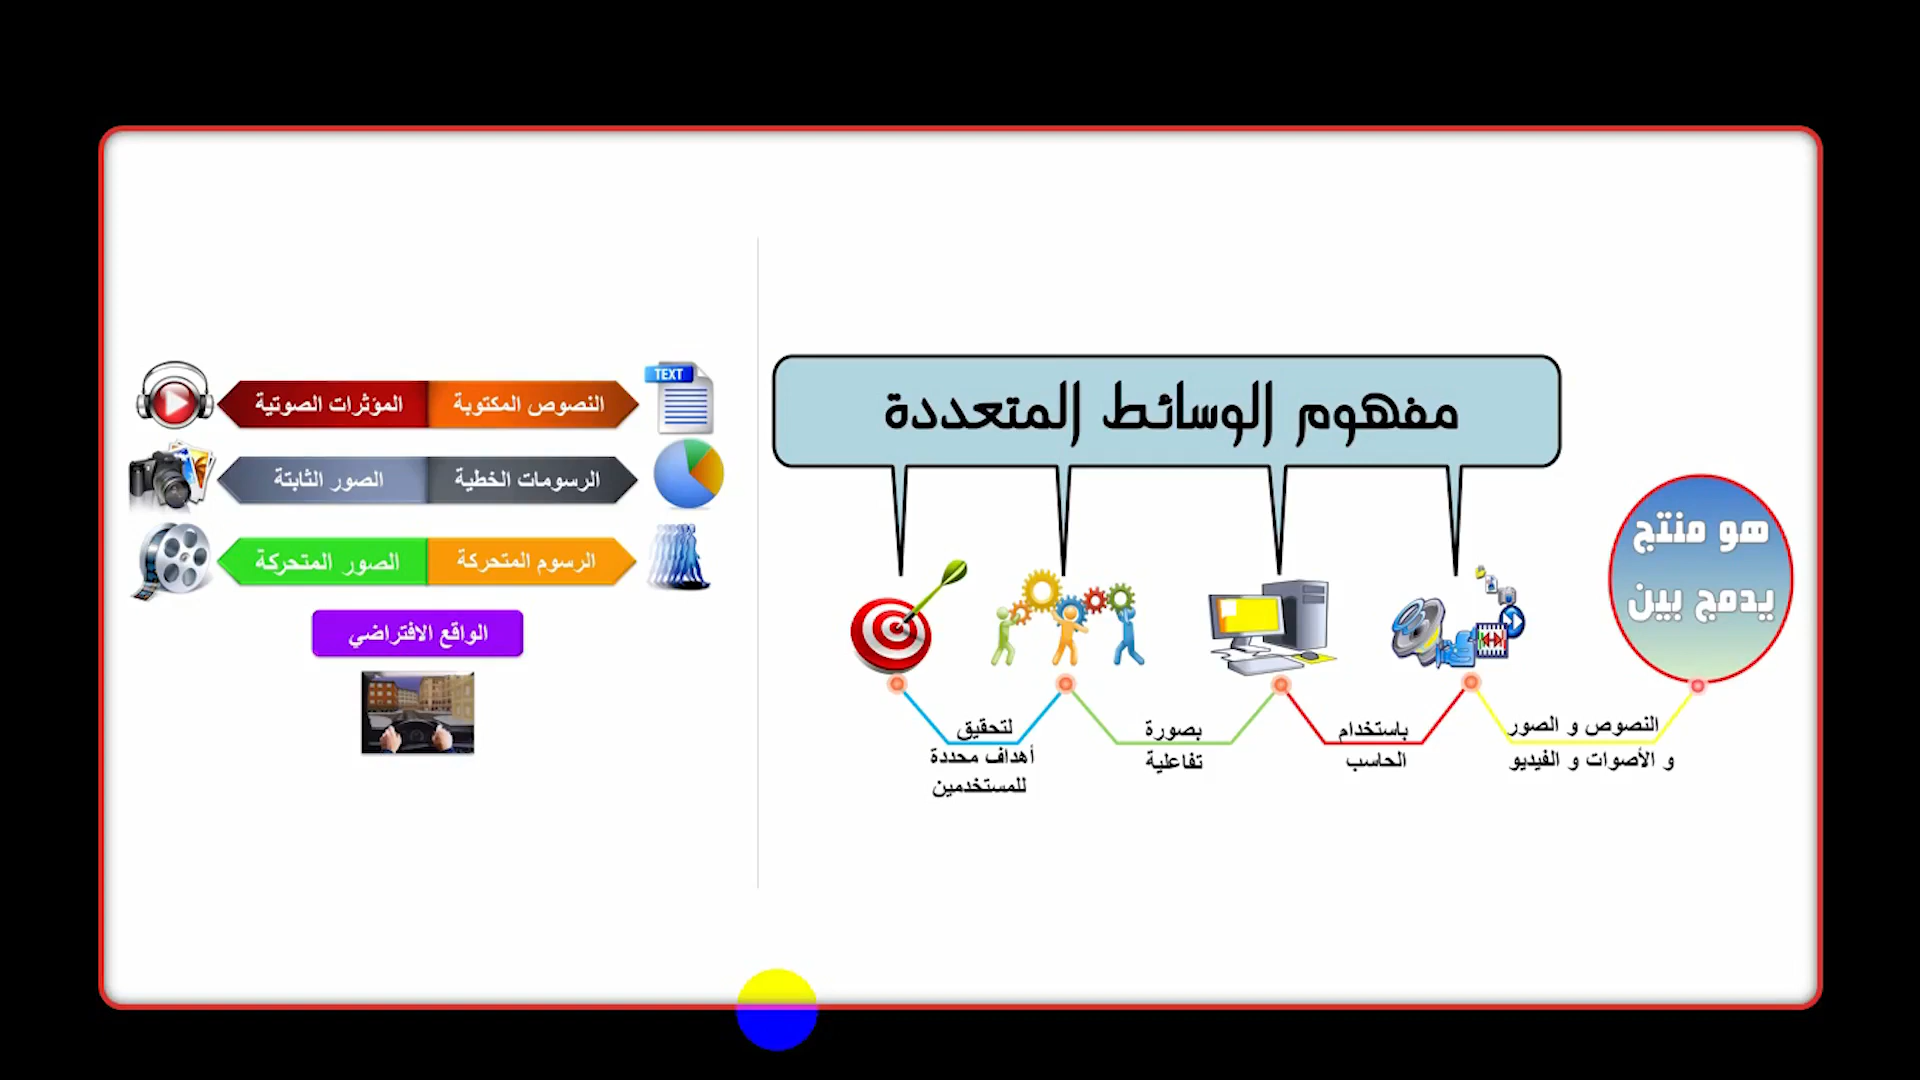 مفهوم الوسائط المتعددة
هو منتج
يدمج بين
النصوص و الصور
و الأصوات و الفيديو
باستخدام
الحاسب
بصورة
تفاعلية
لتحقيق
أهداف محددة
للمستخدمين
TEXT
النصوص المكتوبة
المؤثرات الصوتية
الرسومات الخطية
الصور الثابتة
الرسوم المتحركة
الصور المتحركة
الواقع الافتراضي